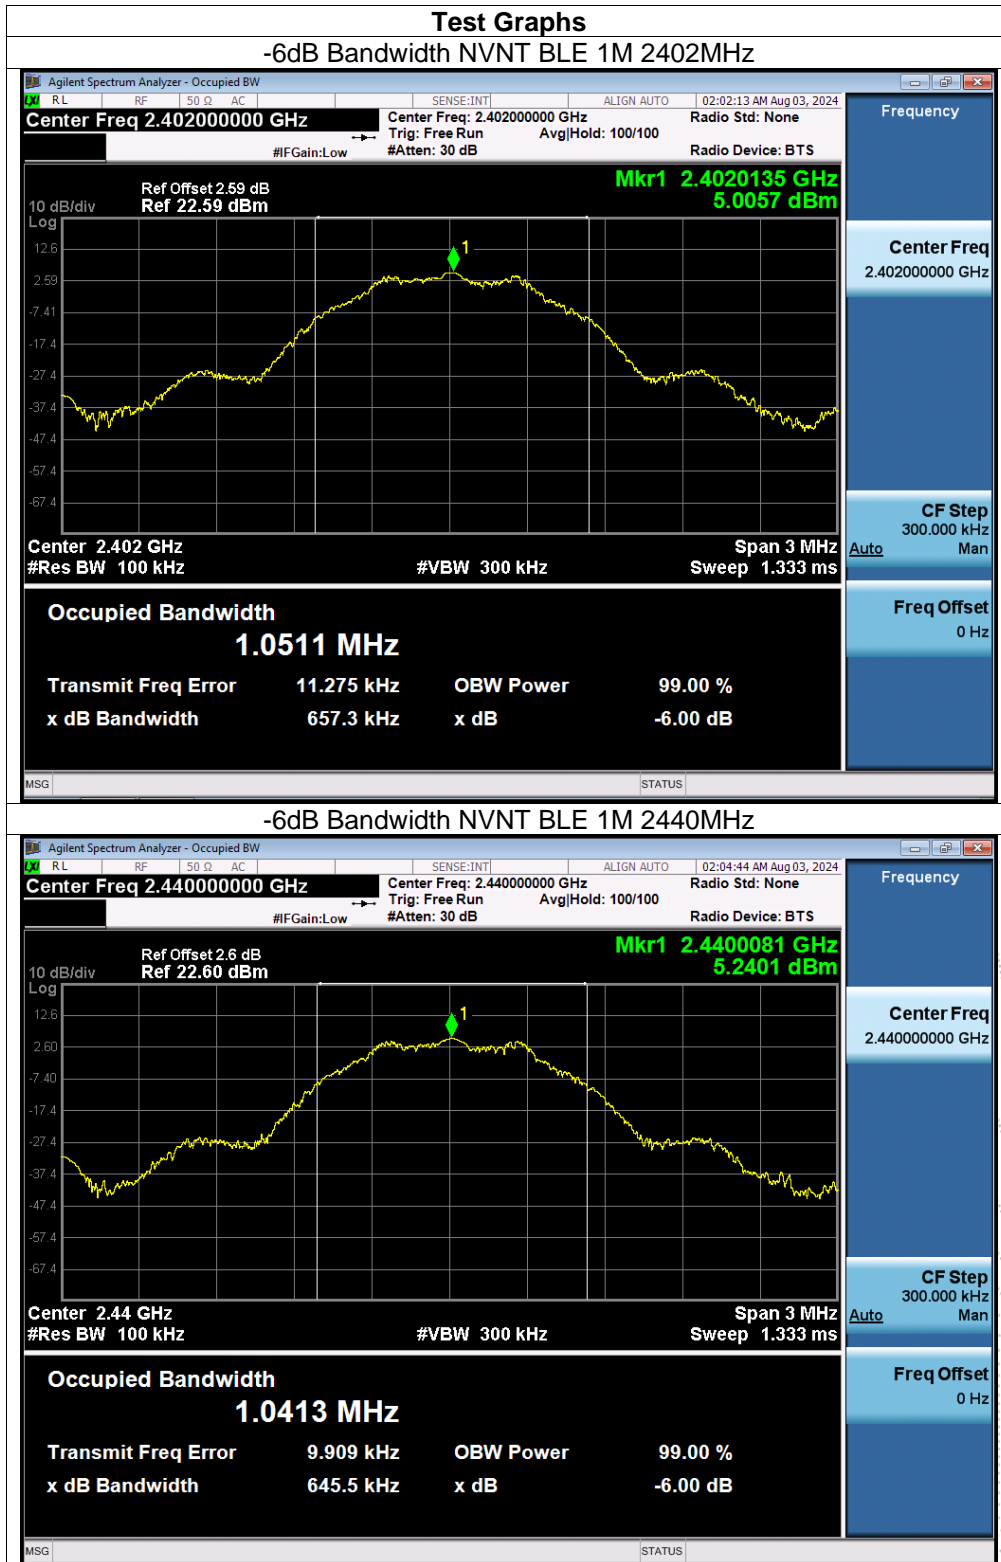 Test Graphs
-6dB Bandwidth NVNT BLE 1M 2402MHz
Agilent Spectrum Analyzer - Occupied BW
LXI RL RF 50 Ω AC SENSE:INT ALIGN AUTO 02:02:13 AM Aug 03, 2024
Center Freq 2.402000000 GHz
Center Freq: 2.402000000 GHz Radio Std: None
Trig: Free Run Avg|Hold: 100/100
#IFGain:Low #Atten: 30 dB Radio Device: BTS
Frequency
Mkr1 2.4020135 GHz
5.0057 dBm
Ref Offset 2.59 dB
10 dB/div Ref 22.59 dBm
Log
12.6
2.59
-7.41
-17.4
-27.4
-37.4
-47.4
-57.4
-67.4
1
Center Freq
2.402000000 GHz
CF Step
300.000 kHz
Auto Man
Freq Offset
0 Hz
Center 2.402 GHz Span 3 MHz
#Res BW 100 kHz #VBW 300 kHz Sweep 1.333 ms
Occupied Bandwidth
1.0511 MHz
Transmit Freq Error 11.275 kHz OBW Power 99.00 %
x dB Bandwidth 657.3 kHz x dB -6.00 dB
MSG STATUS
-6dB Bandwidth NVNT BLE 1M 2440MHz
Agilent Spectrum Analyzer - Occupied BW
LXI RL RF 50 Ω AC SENSE:INT ALIGN AUTO 02:04:44 AM Aug 03, 2024
Center Freq 2.440000000 GHz
Center Freq: 2.440000000 GHz Radio Std: None
Trig: Free Run Avg|Hold: 100/100
#IFGain:Low #Atten: 30 dB Radio Device: BTS
Frequency
Mkr1 2.4400081 GHz
5.2401 dBm
Ref Offset 2.6 dB
10 dB/div Ref 22.60 dBm
Log
12.6
2.60
-7.40
-17.4
-27.4
-37.4
-47.4
-57.4
-67.4
1
Center Freq
2.440000000 GHz
CF Step
300.000 kHz
Auto Man
Freq Offset
0 Hz
Center 2.44 GHz Span 3 MHz
#Res BW 100 kHz #VBW 300 kHz Sweep 1.333 ms
Occupied Bandwidth
1.0413 MHz
Transmit Freq Error 9.909 kHz OBW Power 99.00 %
x dB Bandwidth 645.5 kHz x dB -6.00 dB
MSG STATUS